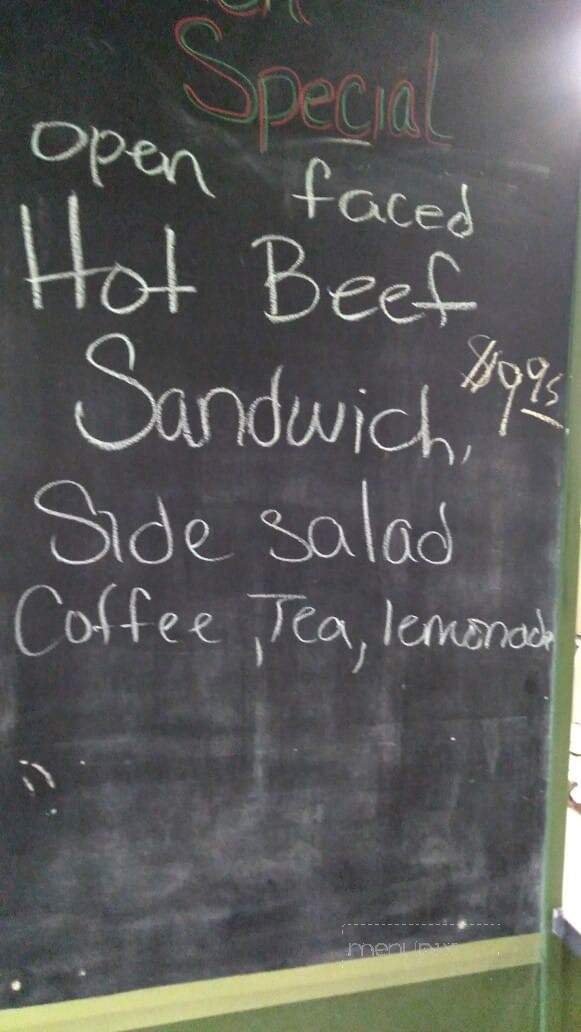 Special
open faced
Hot Beef
$9.95
Sandwich,
Side salad
Coffee, Tea, lemonade